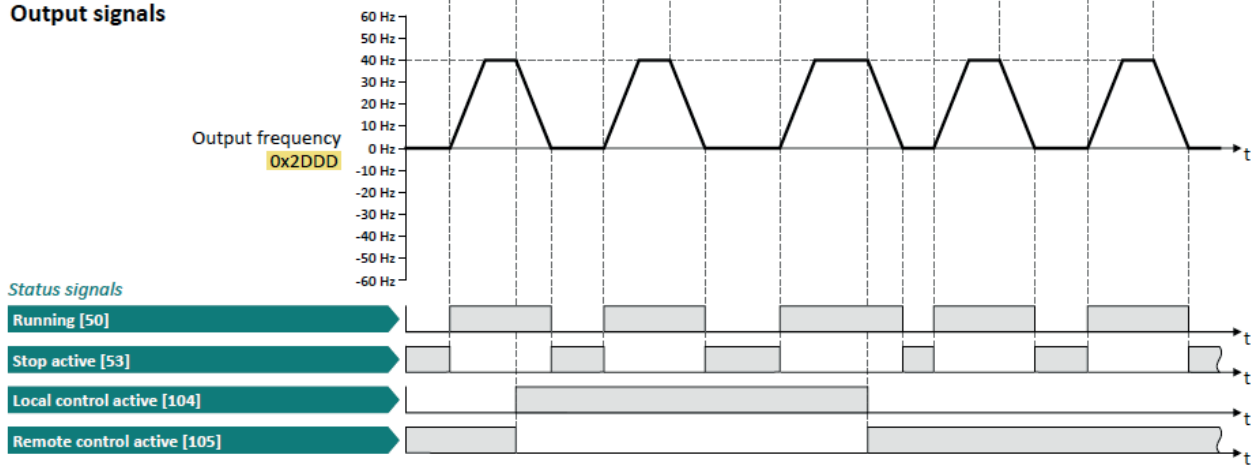 Output signals
60 Hz
50 Hz
40 Hz
30 Hz
20 Hz
10 Hz
0 Hz
-10 Hz
-20 Hz
-30 Hz
-40 Hz
-50 Hz
-60 Hz
Output frequency
0x2DDD
t
Status signals
Running [50]
t
Stop active [53]
t
Local control active [104]
t
Remote control active [105]
t